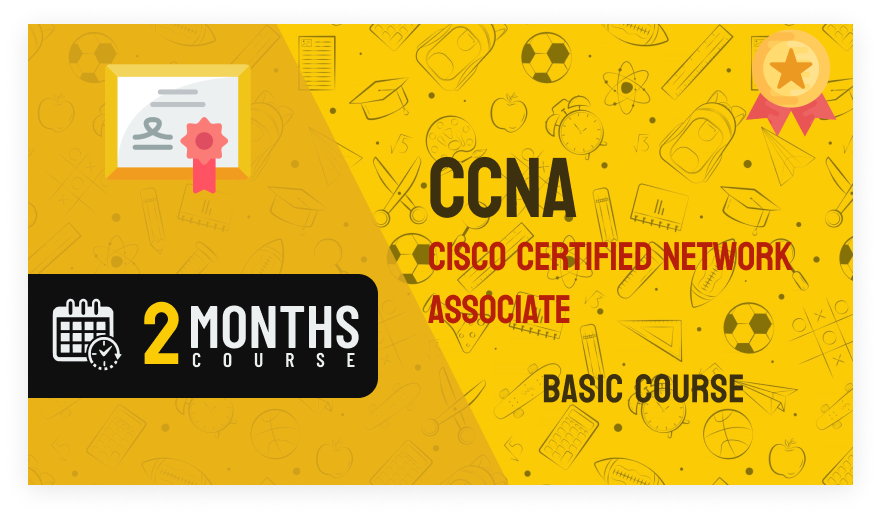 CCNA
CISCO CERTIFIED NETWORK
ASSOCIATE
2 MONTHS
COURSE
BASIC COURSE